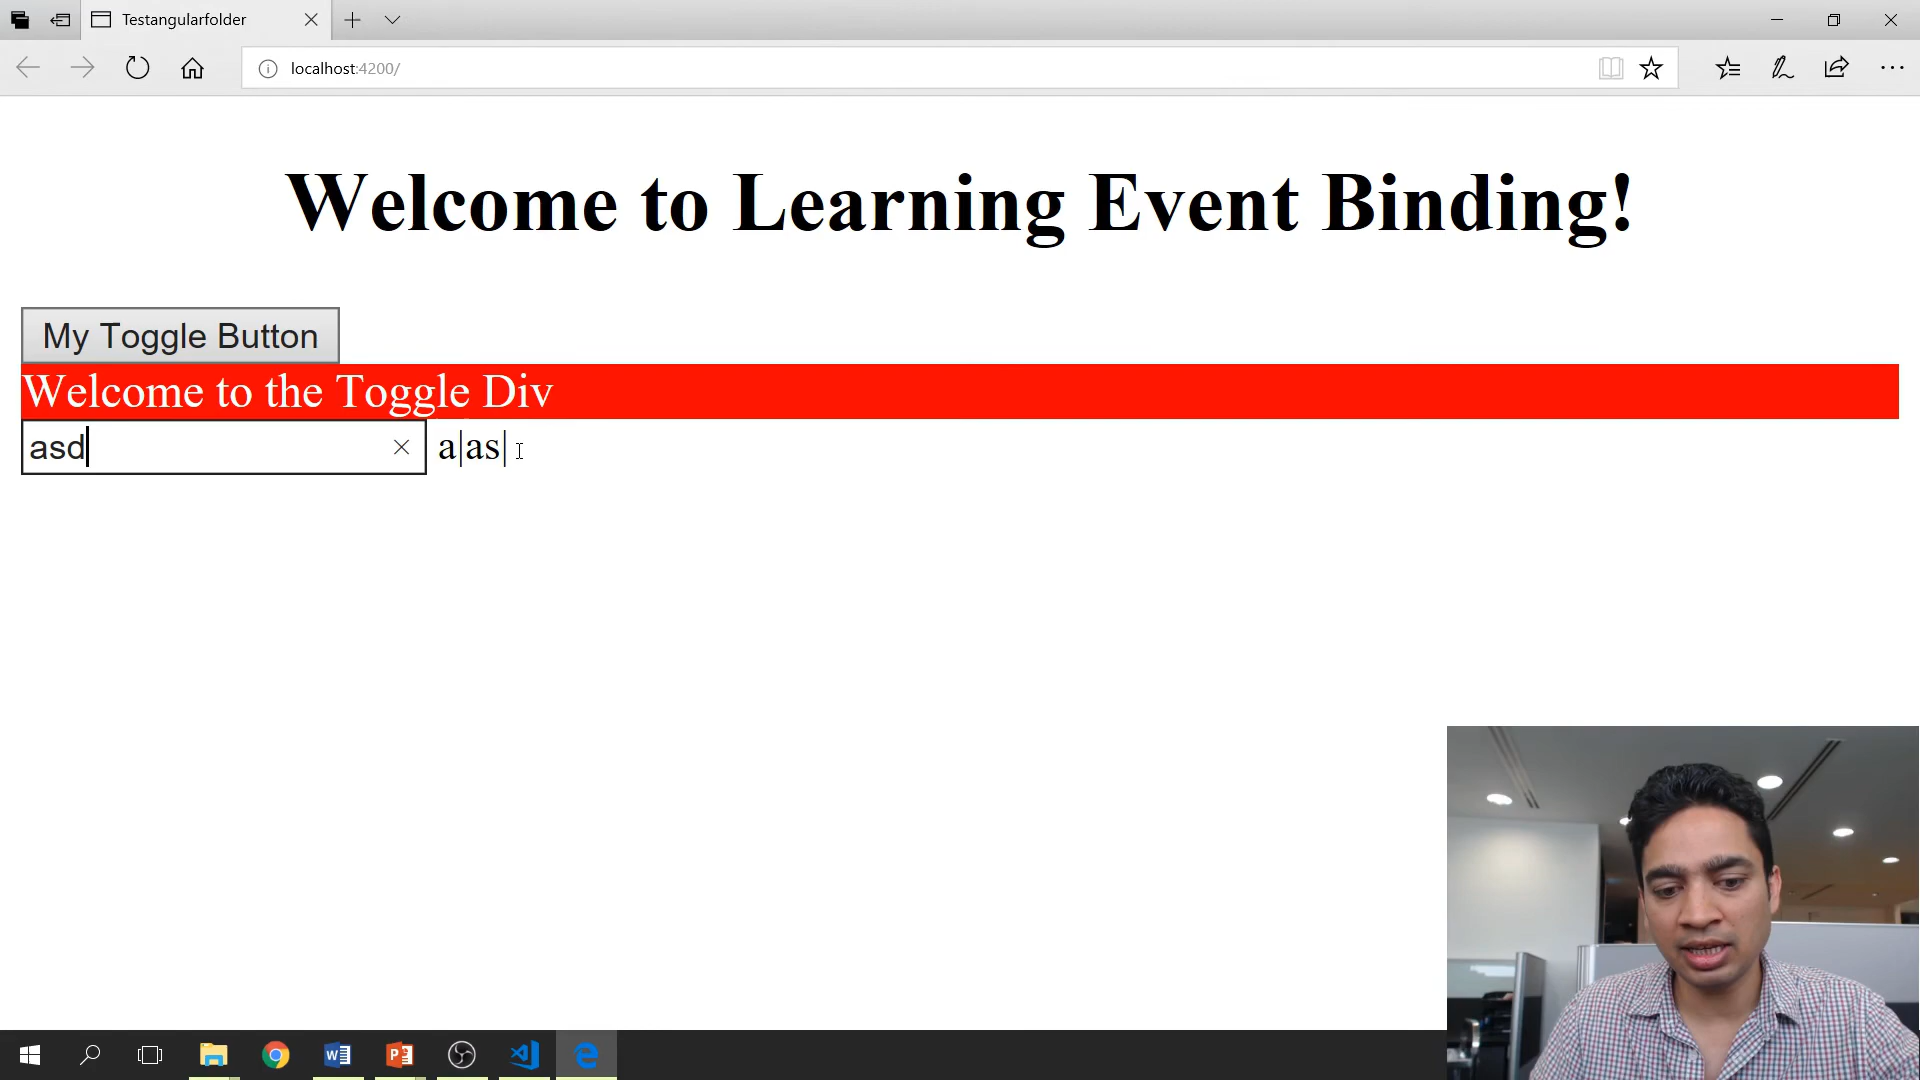 Testangularfolder
localhost:4200/
Welcome to Learning Event Binding!
My Toggle Button
Welcome to the Toggle Div
asd a|as|